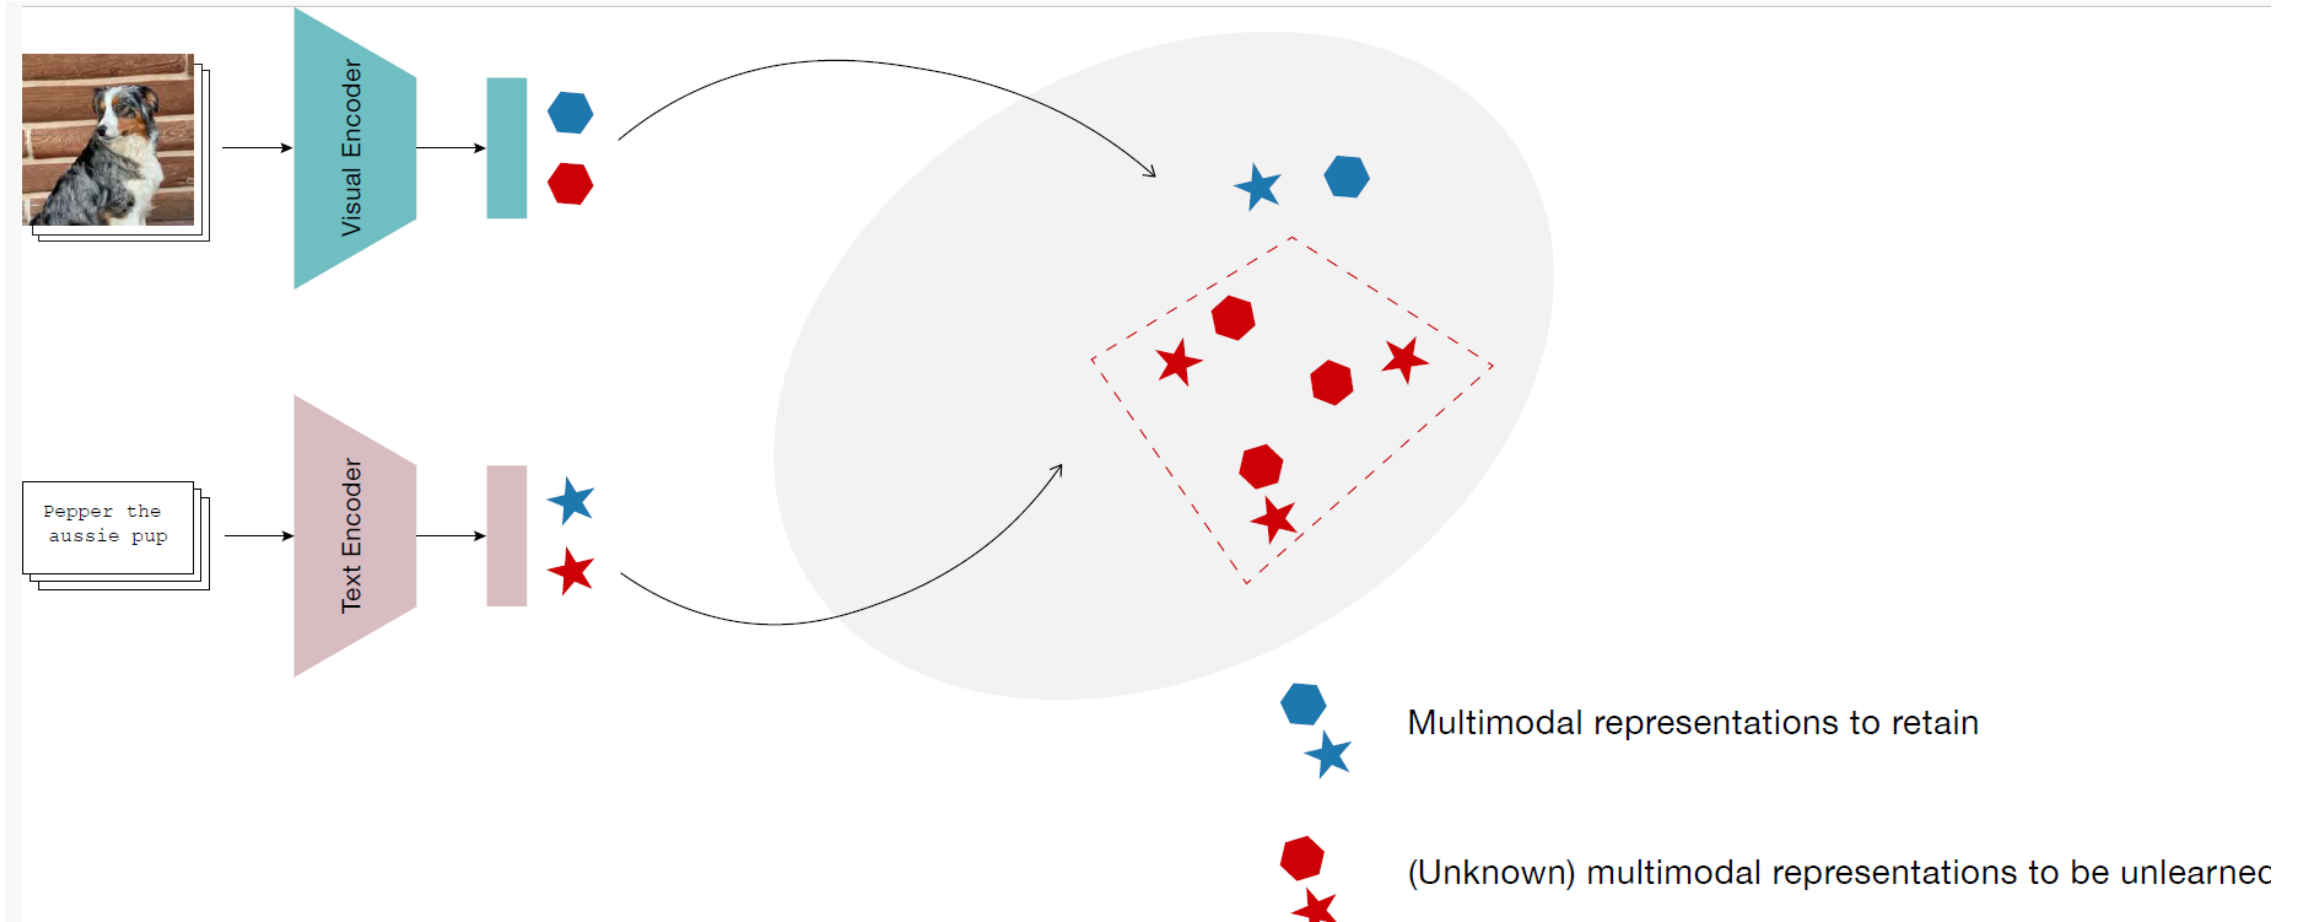 Visual Encoder
Pepper the
aussie pup
Text Encoder
Multimodal representations to retain
(Unknown) multimodal representations to be unlearned